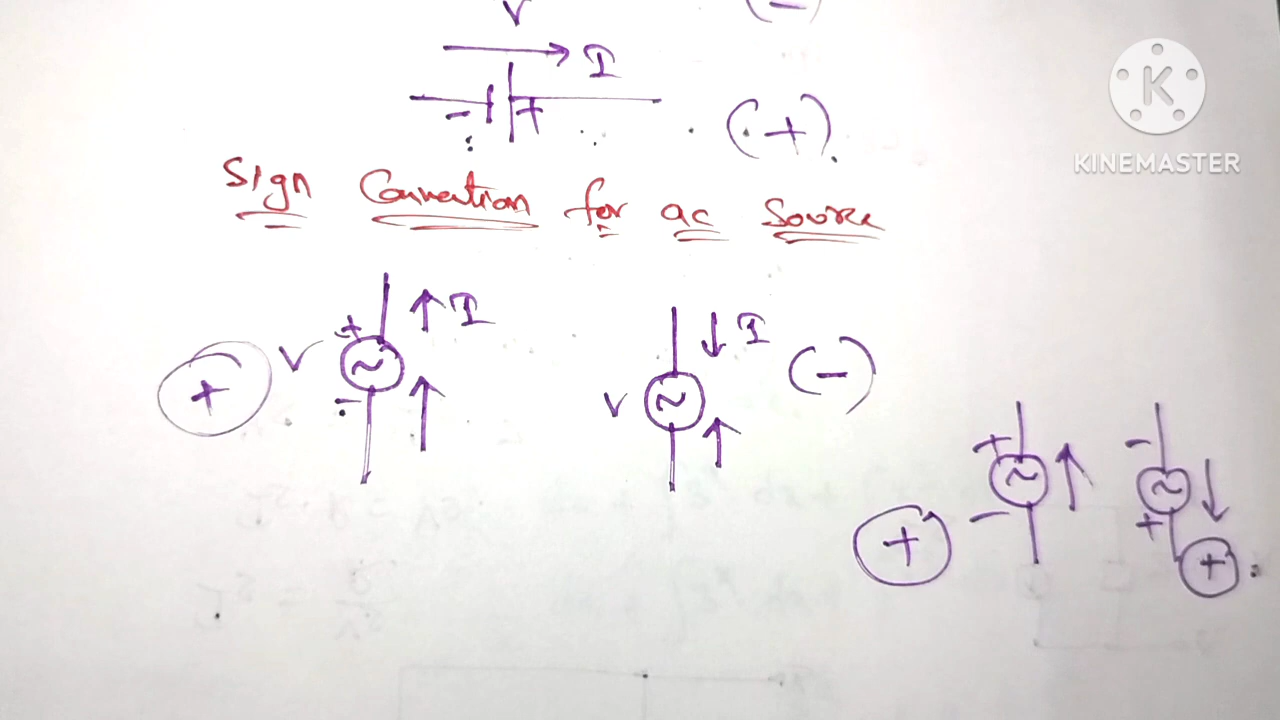 V
(-)
I
- +
(+)
K
KINEMASTER
Sign Convention for ac Source
+ V + ~ - ↑ I ↑
V ~ ↓ I ↑ (-)
+ + ~ - ↑
- ~ + ↓ +